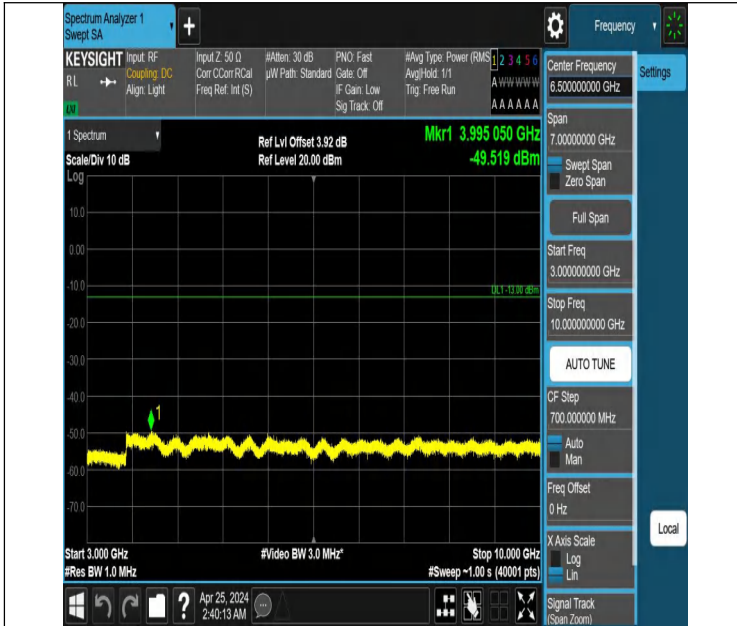 Spectrum Analyzer 1
Swept SA
+
Frequency
KEYSIGHT
RL
Input: RF
Coupling: DC
Align: Light
Input Z: 50 Ω
Corr CCorr RCal
Freq Ref: Int (S)
#Atten: 30 dB
µW Path: Standard
PNO: Fast
Gate: Off
IF Gain: Low
Sig Track: Off
#Avg Type: Power (RMS
Avg|Hold: 1/1
Trig: Free Run
1 2 3 4 5 6
A W W W W W
A A A A A A
1 Spectrum
Scale/Div 10 dB
Log
Ref Lvl Offset 3.92 dB
Ref Level 20.00 dBm
Mkr1 3.995 050 GHz
-49.519 dBm
10.0
0.00
-10.0
DL1 -13.00 dBm
-20.0
-30.0
-40.0
1
-50.0
-60.0
-70.0
Start 3.000 GHz
#Res BW 1.0 MHz
#Video BW 3.0 MHz*
Stop 10.000 GHz
#Sweep ~1.00 s (40001 pts)
Center Frequency
6.500000000 GHz
Settings
Span
7.00000000 GHz
Swept Span
Zero Span
Full Span
Start Freq
3.000000000 GHz
Stop Freq
10.000000000 GHz
AUTO TUNE
CF Step
700.000000 MHz
Auto
Man
Freq Offset
0 Hz
X Axis Scale
Log
Lin
Local
Signal Track
(Span Zoom)
?
Apr 25, 2024
2:40:13 AM